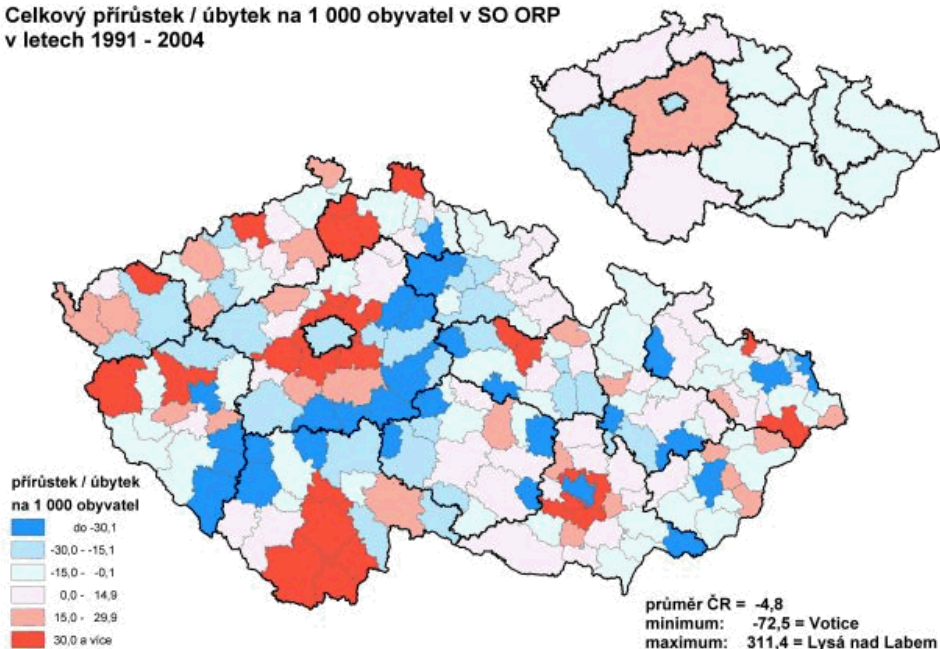 Celkový přírůstek / úbytek na 1 000 obyvatel v SO ORP
v letech 1991 - 2004
přírůstek / úbytek
na 1 000 obyvatel
do -30,1
-30,0 - -15,1
-15,0 - -0,1
0,0 - 14,9
15,0 - 29,9
30,0 a více
průměr ČR = -4,8
minimum: -72,5 = Votice
maximum: 311,4 = Lysá nad Labem